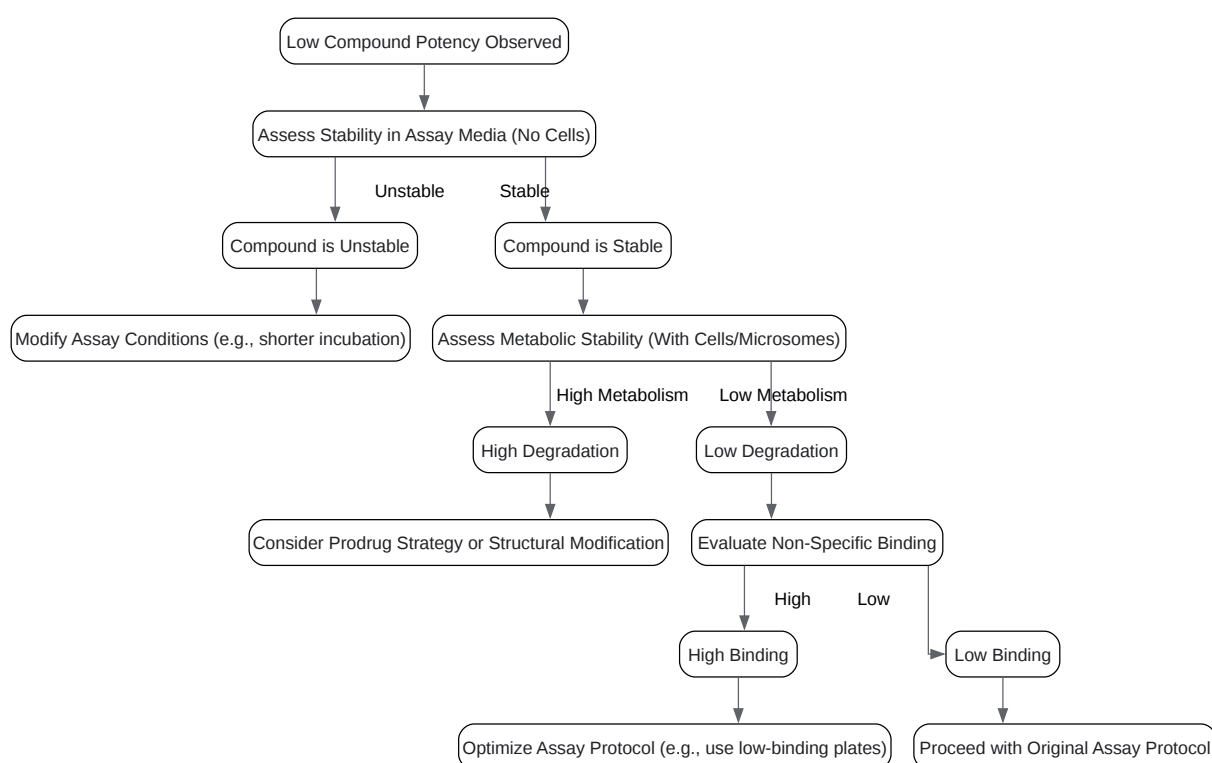 Low Compound Potency Observed
Assess Stability in Assay Media (No Cells)
Unstable
Stable
Compound is Unstable
Compound is Stable
Modify Assay Conditions (e.g., shorter incubation)
Assess Metabolic Stability (With Cells/Microsomes)
High Metabolism
Low Metabolism
High Degradation
Low Degradation
Consider Prodrug Strategy or Structural Modification
Evaluate Non-Specific Binding
High
Low
High Binding
Low Binding
Optimize Assay Protocol (e.g., use low-binding plates)
Proceed with Original Assay Protocol